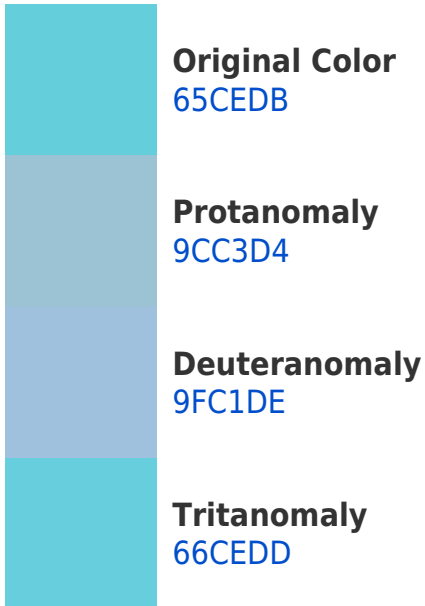 Original Color
65CEDB
Protanomaly
9CC3D4
Deuteranomaly
9FC1DE
Tritanomaly
66CEDD